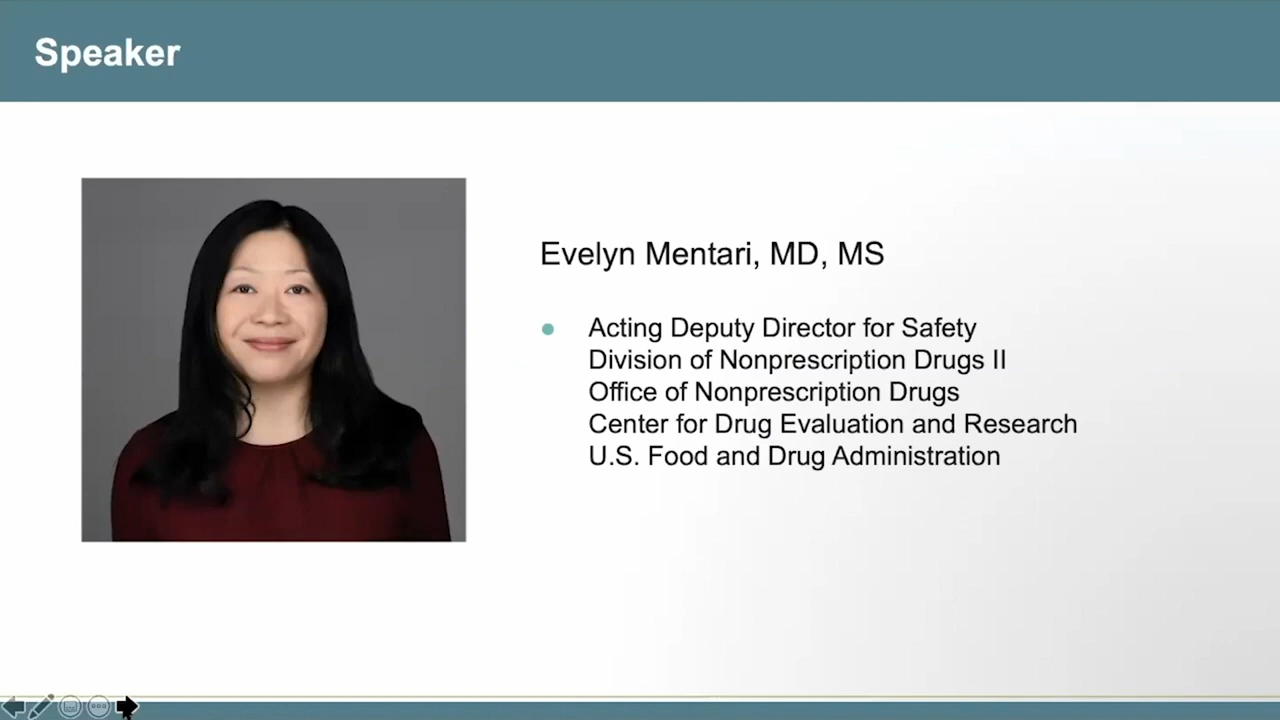 Speaker
Evelyn Mentari, MD, MS
Acting Deputy Director for Safety
Division of Nonprescription Drugs II
Office of Nonprescription Drugs
Center for Drug Evaluation and Research
U.S. Food and Drug Administration